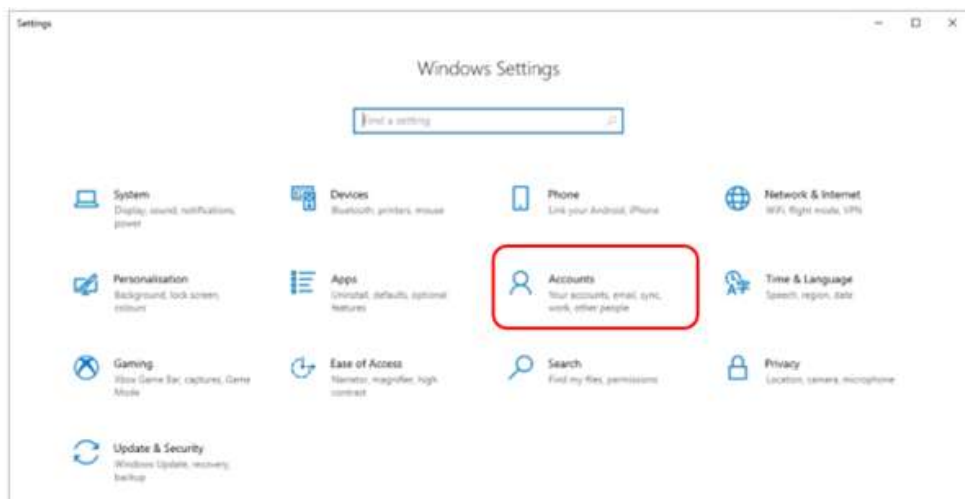 Settings
Windows Settings
Find a setting
System
Display, sound, notifications,
power
Devices
Bluetooth, printers, mouse
Phone
Link your Android, iPhone
Network & Internet
WiFi, flight mode, VPN
Personalisation
Background, lock screen,
colours
Apps
Uninstall, defaults, optional
features
Accounts
Your accounts, email, sync,
work, other people
Time & Language
Speech, region, date
Gaming
Xbox Game Bar, captures, Game
Mode
Ease of Access
Narrator, magnifier, high
contrast
Search
Find my files, permissions
Privacy
Location, camera, microphone
Update & Security
Windows Update, recovery,
backup